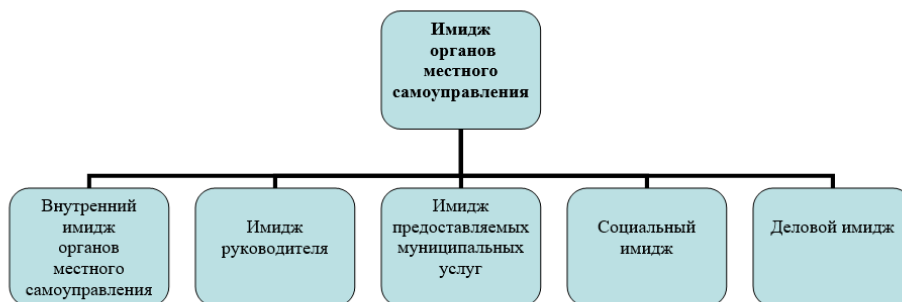 Имидж
органов
местного
самоуправления
Внутренний
имидж
органов
местного
самоуправления
Имидж
руководителя
Имидж
предоставляемых
муниципальных
услуг
Социальный
имидж
Деловой имидж